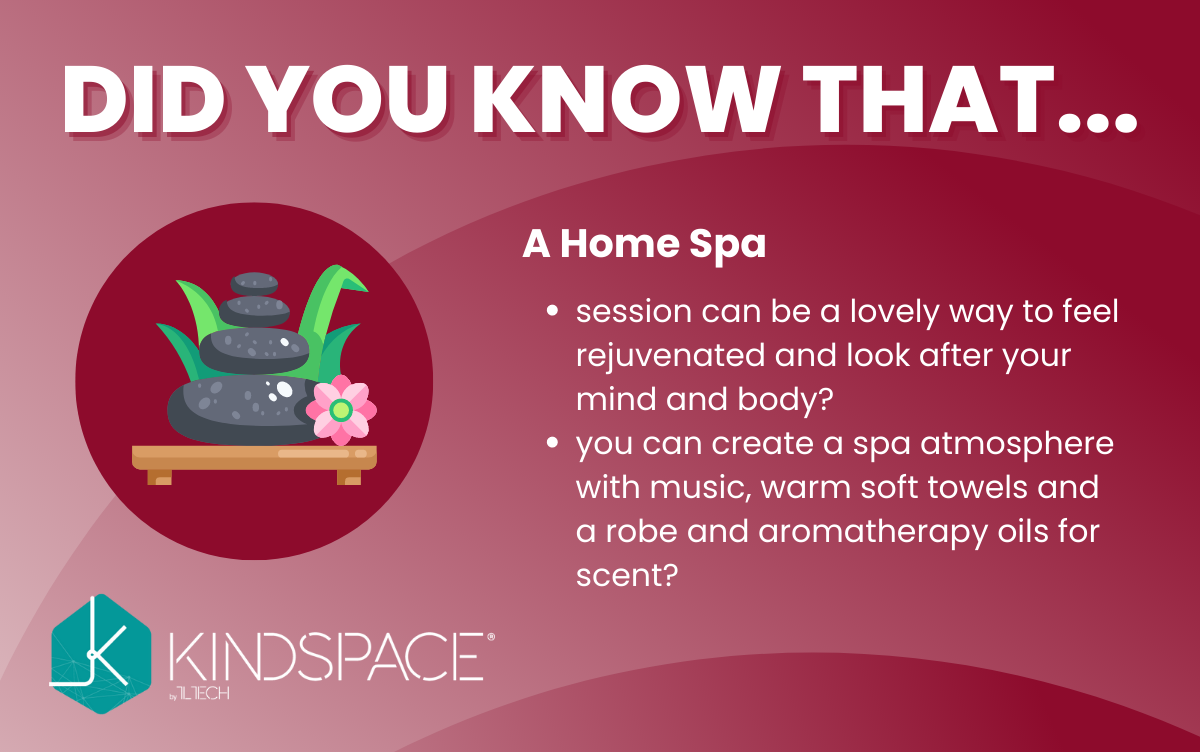 DID YOU KNOW THAT...
A Home Spa
• session can be a lovely way to feel
rejuvenated and look after your
mind and body?
• you can create a spa atmosphere
with music, warm soft towels and
a robe and aromatherapy oils for
scent?
K
KINDSPACE®
by 1LTECH